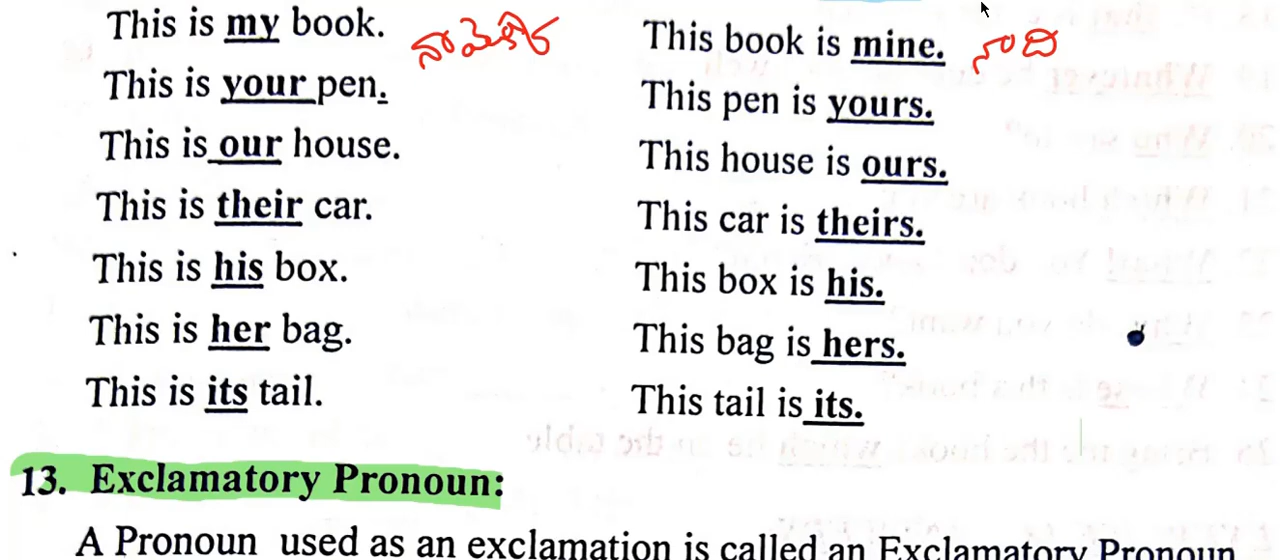 This is my book.
This is your pen.
This is our house.
This is their car.
This is his box.
This is her bag.
This is its tail.
This book is mine. నాది
This pen is yours.
This house is ours.
This car is theirs.
This box is his.
This bag is hers.
This tail is its.
13. Exclamatory Pronoun:
A Pronoun used as an exclamation is called an Exclamatory Pronoun